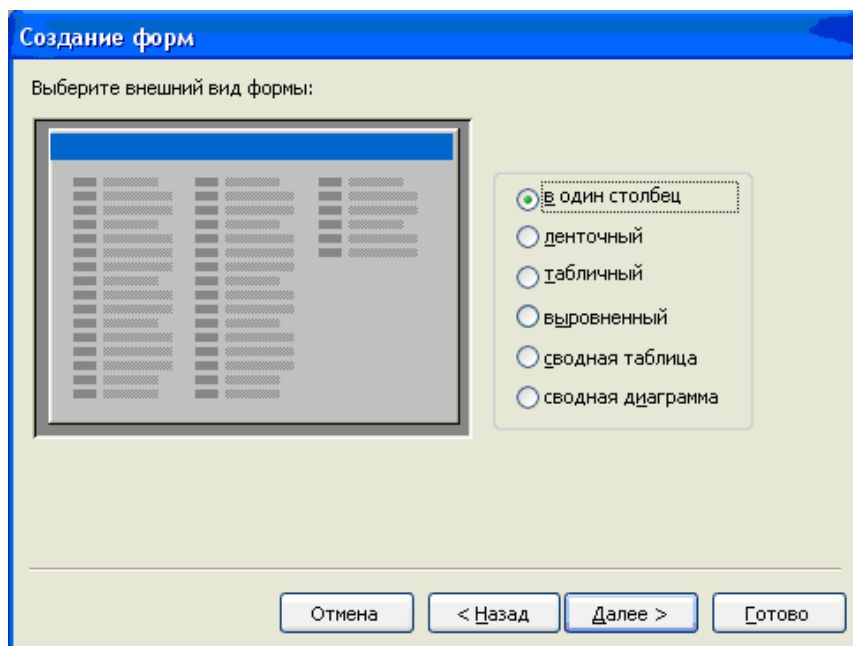 Создание форм
Выберите внешний вид формы:
в один столбец
ленточный
табличный
выровненный
сводная таблица
сводная диаграмма
Отмена
< Назад
Далее >
Готово